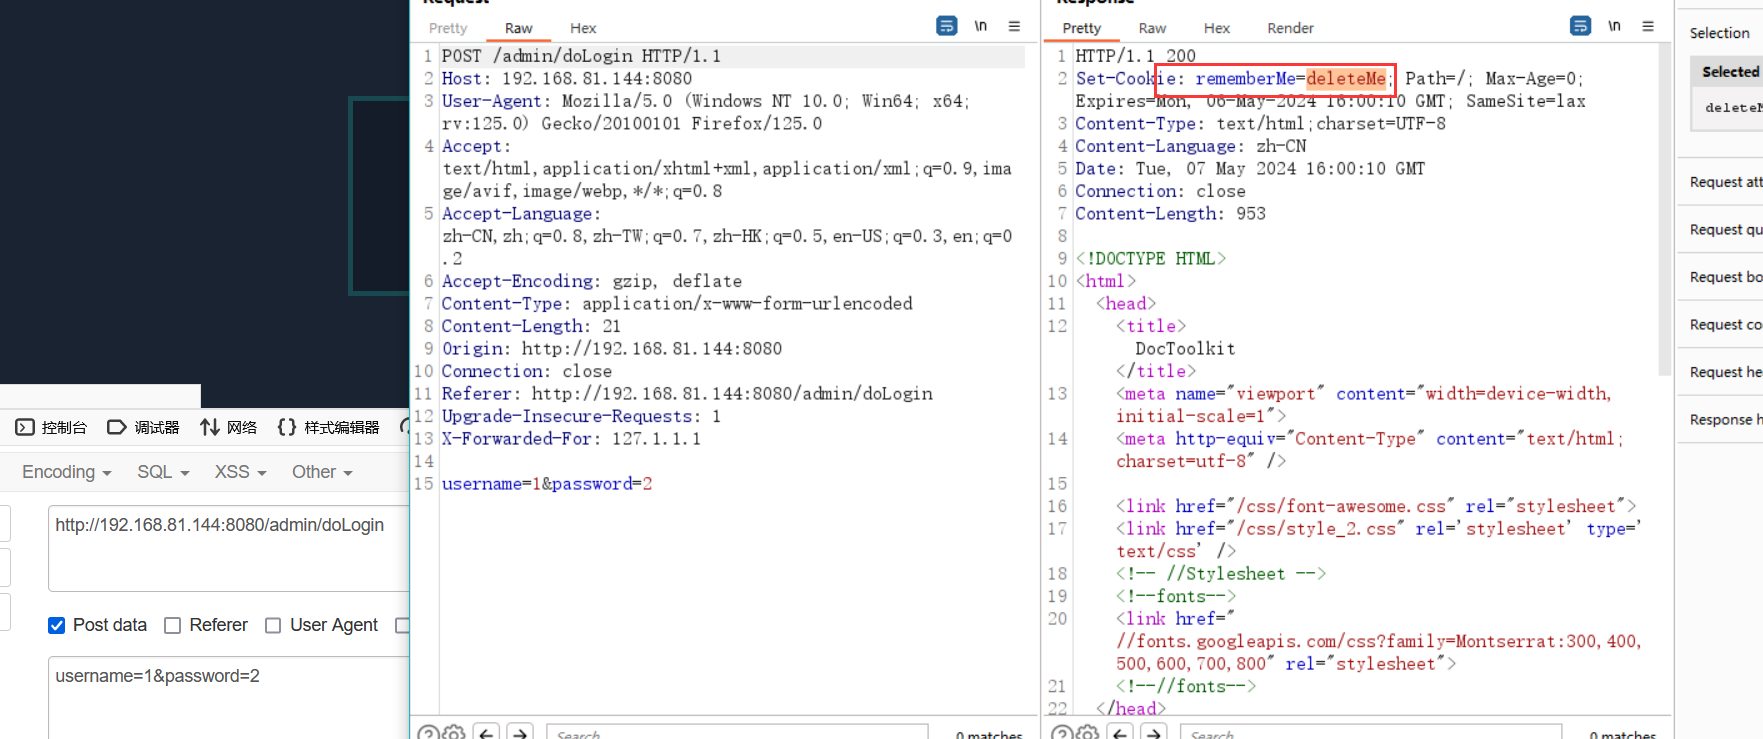 Request
Pretty Raw Hex
\n
1 POST /admin/doLogin HTTP/1.1
2 Host: 192.168.81.144:8080
3 User-Agent: Mozilla/5.0 (Windows NT 10.0; Win64; x64;
rv:125.0) Gecko/20100101 Firefox/125.0
4 Accept:
text/html,application/xhtml+xml,application/xml;q=0.9,ima
ge/avif,image/webp,*/*;q=0.8
5 Accept-Language:
zh-CN,zh;q=0.8,zh-TW;q=0.7,zh-HK;q=0.5,en-US;q=0.3,en;q=0
.2
6 Accept-Encoding: gzip, deflate
7 Content-Type: application/x-www-form-urlencoded
8 Content-Length: 21
9 Origin: http://192.168.81.144:8080
10 Connection: close
11 Referer: http://192.168.81.144:8080/admin/doLogin
12 Upgrade-Insecure-Requests: 1
13 X-Forwarded-For: 127.1.1.1
14
15 username=1&password=2
Search
0 matches
Response
Pretty Raw Hex Render
\n
1 HTTP/1.1 200
2 Set-Cookie: rememberMe=deleteMe; Path=/; Max-Age=0;
Expires=Mon, 06-May-2024 16:00:10 GMT; SameSite=lax
3 Content-Type: text/html;charset=UTF-8
4 Content-Language: zh-CN
5 Date: Tue, 07 May 2024 16:00:10 GMT
6 Connection: close
7 Content-Length: 953
8
9 <!DOCTYPE HTML>
10 <html>
11 <head>
12 <title>
DocToolkit
</title>
13 <meta name="viewport" content="width=device-width,
initial-scale=1">
14 <meta http-equiv="Content-Type" content="text/html;
charset=utf-8" />
15
16 <link href="/css/font-awesome.css" rel="stylesheet">
17 <link href="/css/style_2.css" rel='stylesheet' type='
text/css' />
18 <!-- //Stylesheet -->
19 <!--fonts-->
20 <link href="
//fonts.googleapis.com/css?family=Montserrat:300,400,
500,600,700,800" rel="stylesheet">
21 <!--//fonts-->
22 </head>
Search
0 matches
Selection
Selected
deleteM
Request att
Request qu
Request bo
Request co
Request he
Response h
控制台 调试器 网络 {} 样式编辑器
Encoding SQL XSS Other
http://192.168.81.144:8080/admin/doLogin
Post data Referer User Agent
username=1&password=2